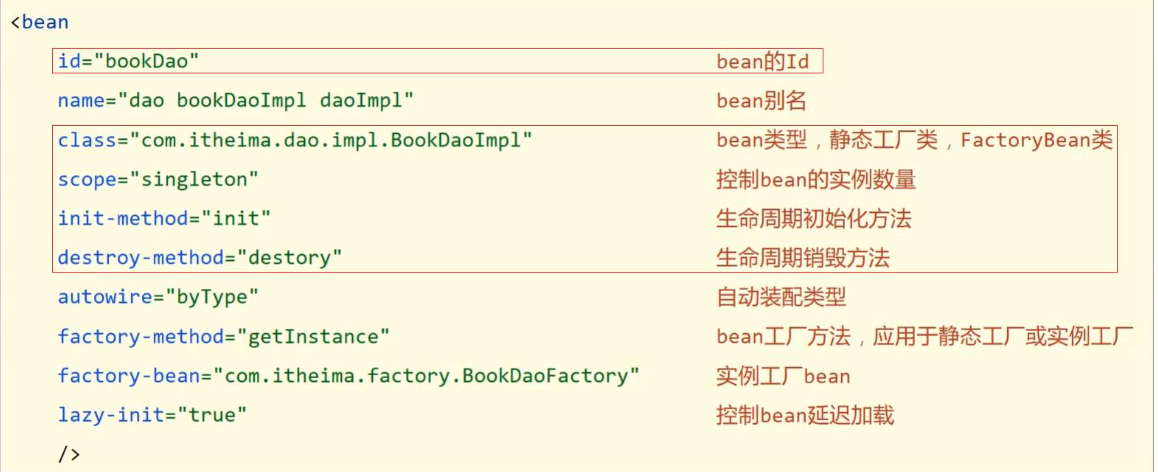 <bean
id="bookDao" bean的Id
name="dao bookDaoImpl daoImpl" bean别名
class="com.itheima.dao.impl.BookDaoImpl" bean类型，静态工厂类，FactoryBean类
scope="singleton" 控制bean的实例数量
init-method="init" 生命周期初始化方法
destroy-method="destory" 生命周期销毁方法
autowire="byType" 自动装配类型
factory-method="getInstance" bean工厂方法，应用于静态工厂或实例工厂
factory-bean="com.itheima.factory.BookDaoFactory" 实例工厂bean
lazy-init="true" 控制bean延迟加载
/>